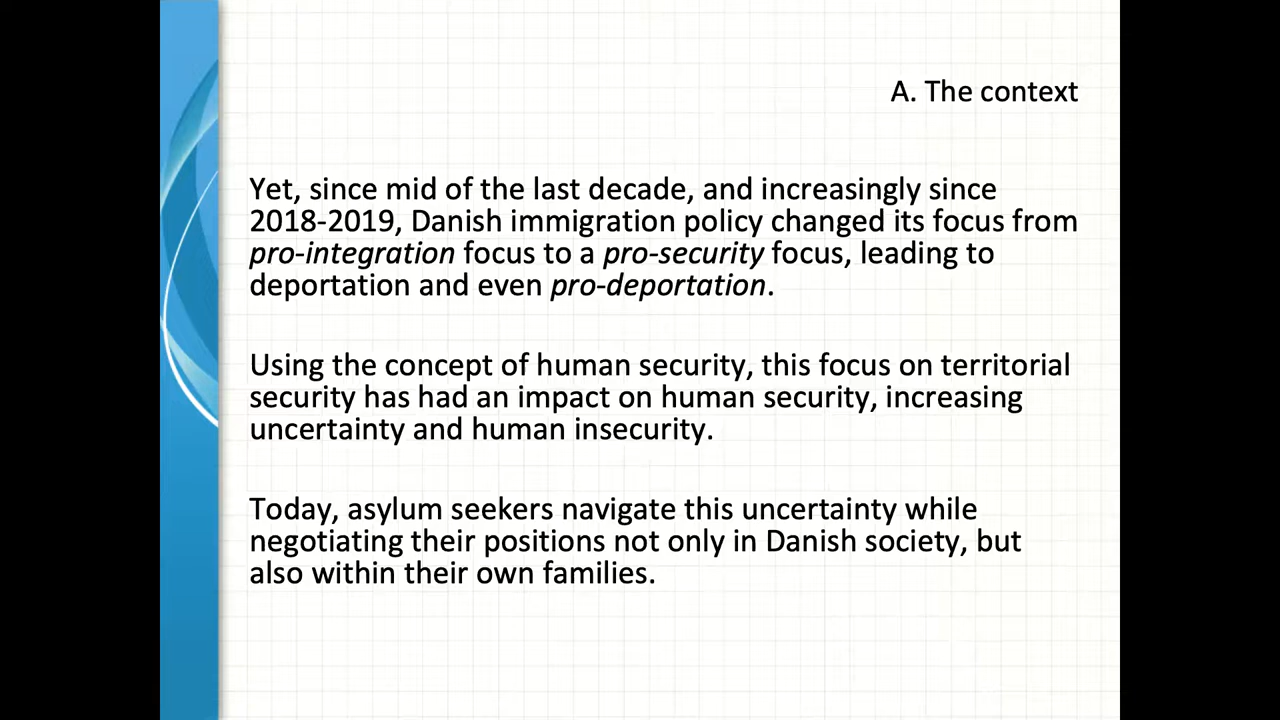 A. The context
Yet, since mid of the last decade, and increasingly since
2018-2019, Danish immigration policy changed its focus from
pro-integration focus to a pro-security focus, leading to
deportation and even pro-deportation.
Using the concept of human security, this focus on territorial
security has had an impact on human security, increasing
uncertainty and human insecurity.
Today, asylum seekers navigate this uncertainty while
negotiating their positions not only in Danish society, but
also within their own families.